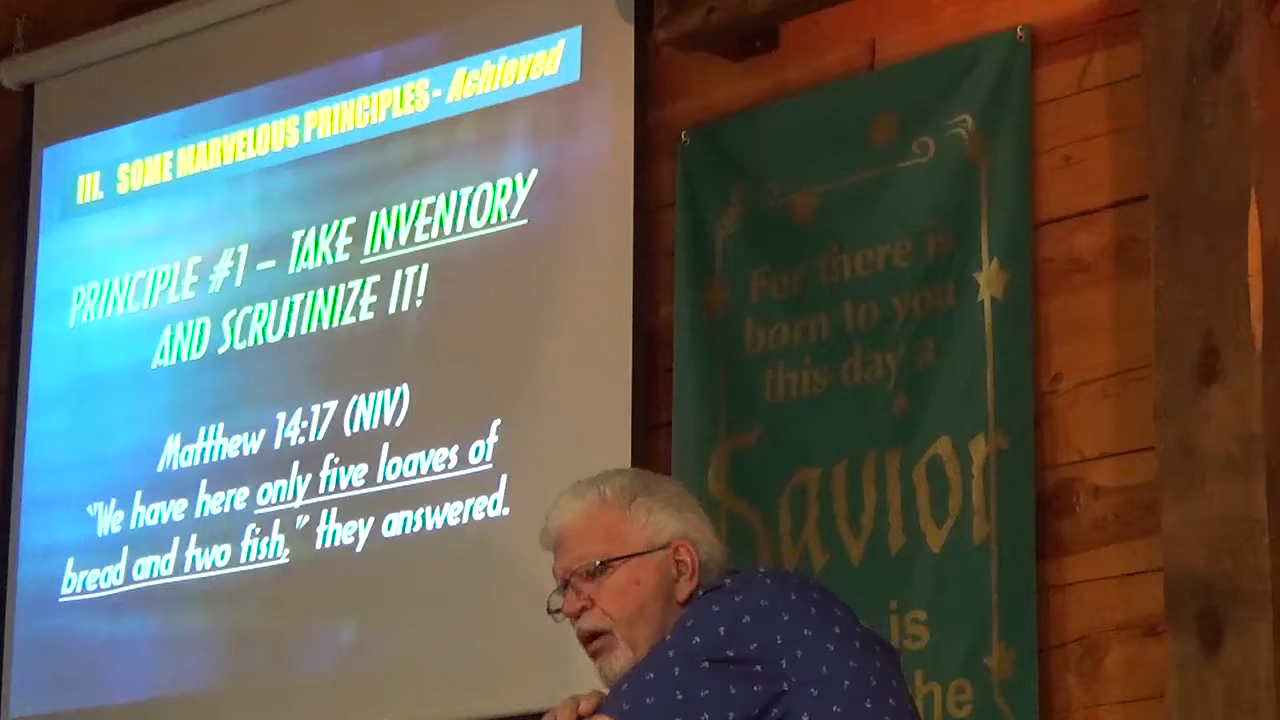 III. SOME MARVELOUS PRINCIPLES - Achieved
PRINCIPLE #1 – TAKE INVENTORY
AND SCRUTINIZE IT!
Matthew 14:17 (NIV)
"We have here only five loaves of
bread and two fish," they answered.
For there is
born to you
this day a
Savior
is
he